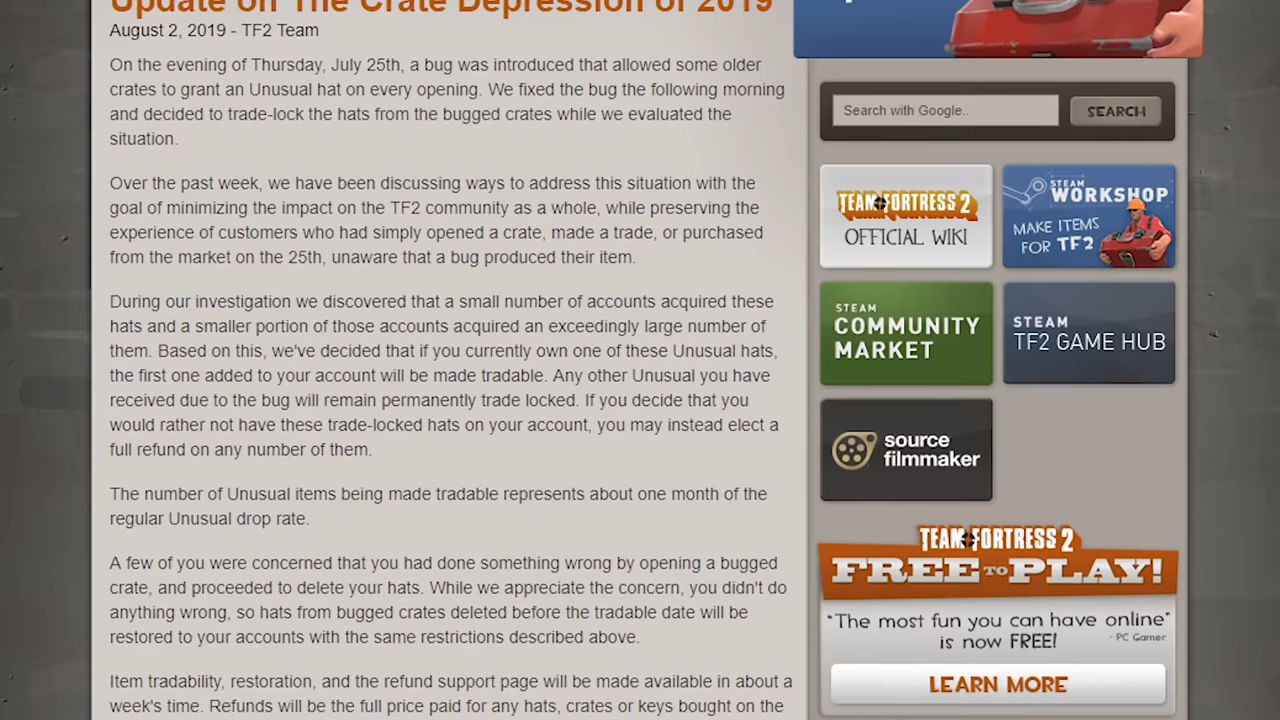 Update on The Crate Depression of 2019
August 2, 2019 - TF2 Team
On the evening of Thursday, July 25th, a bug was introduced that allowed some older
crates to grant an Unusual hat on every opening. We fixed the bug the following morning
and decided to trade-lock the hats from the bugged crates while we evaluated the
situation.
Over the past week, we have been discussing ways to address this situation with the
goal of minimizing the impact on the TF2 community as a whole, while preserving the
experience of customers who had simply opened a crate, made a trade, or purchased
from the market on the 25th, unaware that a bug produced their item.
During our investigation we discovered that a small number of accounts acquired these
hats and a smaller portion of those accounts acquired an exceedingly large number of
them. Based on this, we've decided that if you currently own one of these Unusual hats,
the first one added to your account will be made tradable. Any other Unusual you have
received due to the bug will remain permanently trade locked. If you decide that you
would rather not have these trade-locked hats on your account, you may instead elect a
full refund on any number of them.
The number of Unusual items being made tradable represents about one month of the
regular Unusual drop rate.
A few of you were concerned that you had done something wrong by opening a bugged
crate, and proceeded to delete your hats. While we appreciate the concern, you didn't do
anything wrong, so hats from bugged crates deleted before the tradable date will be
restored to your accounts with the same restrictions described above.
Item tradability, restoration, and the refund support page will be made available in about a
week's time. Refunds will be the full price paid for any hats, crates or keys bought on the
Search with Google..
SEARCH
TEAM FORTRESS 2
OFFICIAL WIKI
STEAM
WORKSHOP
MAKE ITEMS
FOR TF2
STEAM
COMMUNITY
MARKET
STEAM
TF2 GAME HUB
source
filmmaker
TEAM FORTRESS 2
FREE TO PLAY!
"The most fun you can have online"
is now FREE!
- PC Gamer
LEARN MORE